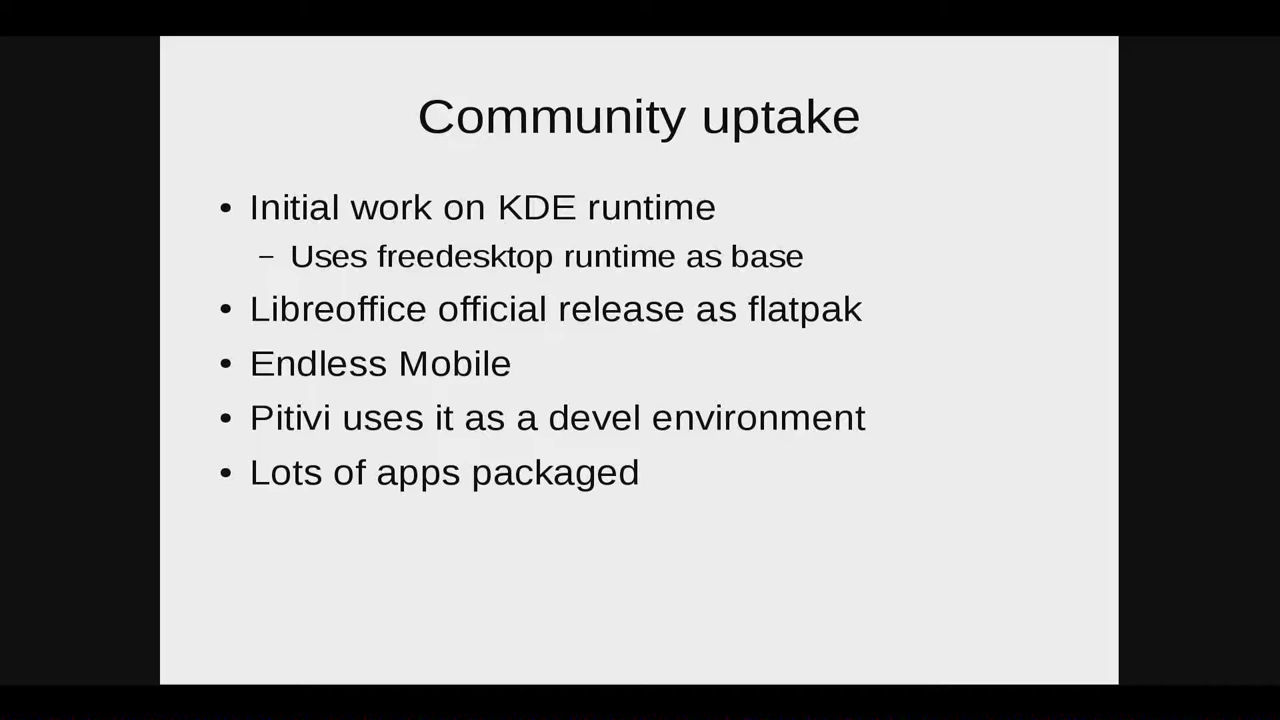 Community uptake
• Initial work on KDE runtime
– Uses freedesktop runtime as base
• Libreoffice official release as flatpak
• Endless Mobile
• Pitivi uses it as a devel environment
• Lots of apps packaged